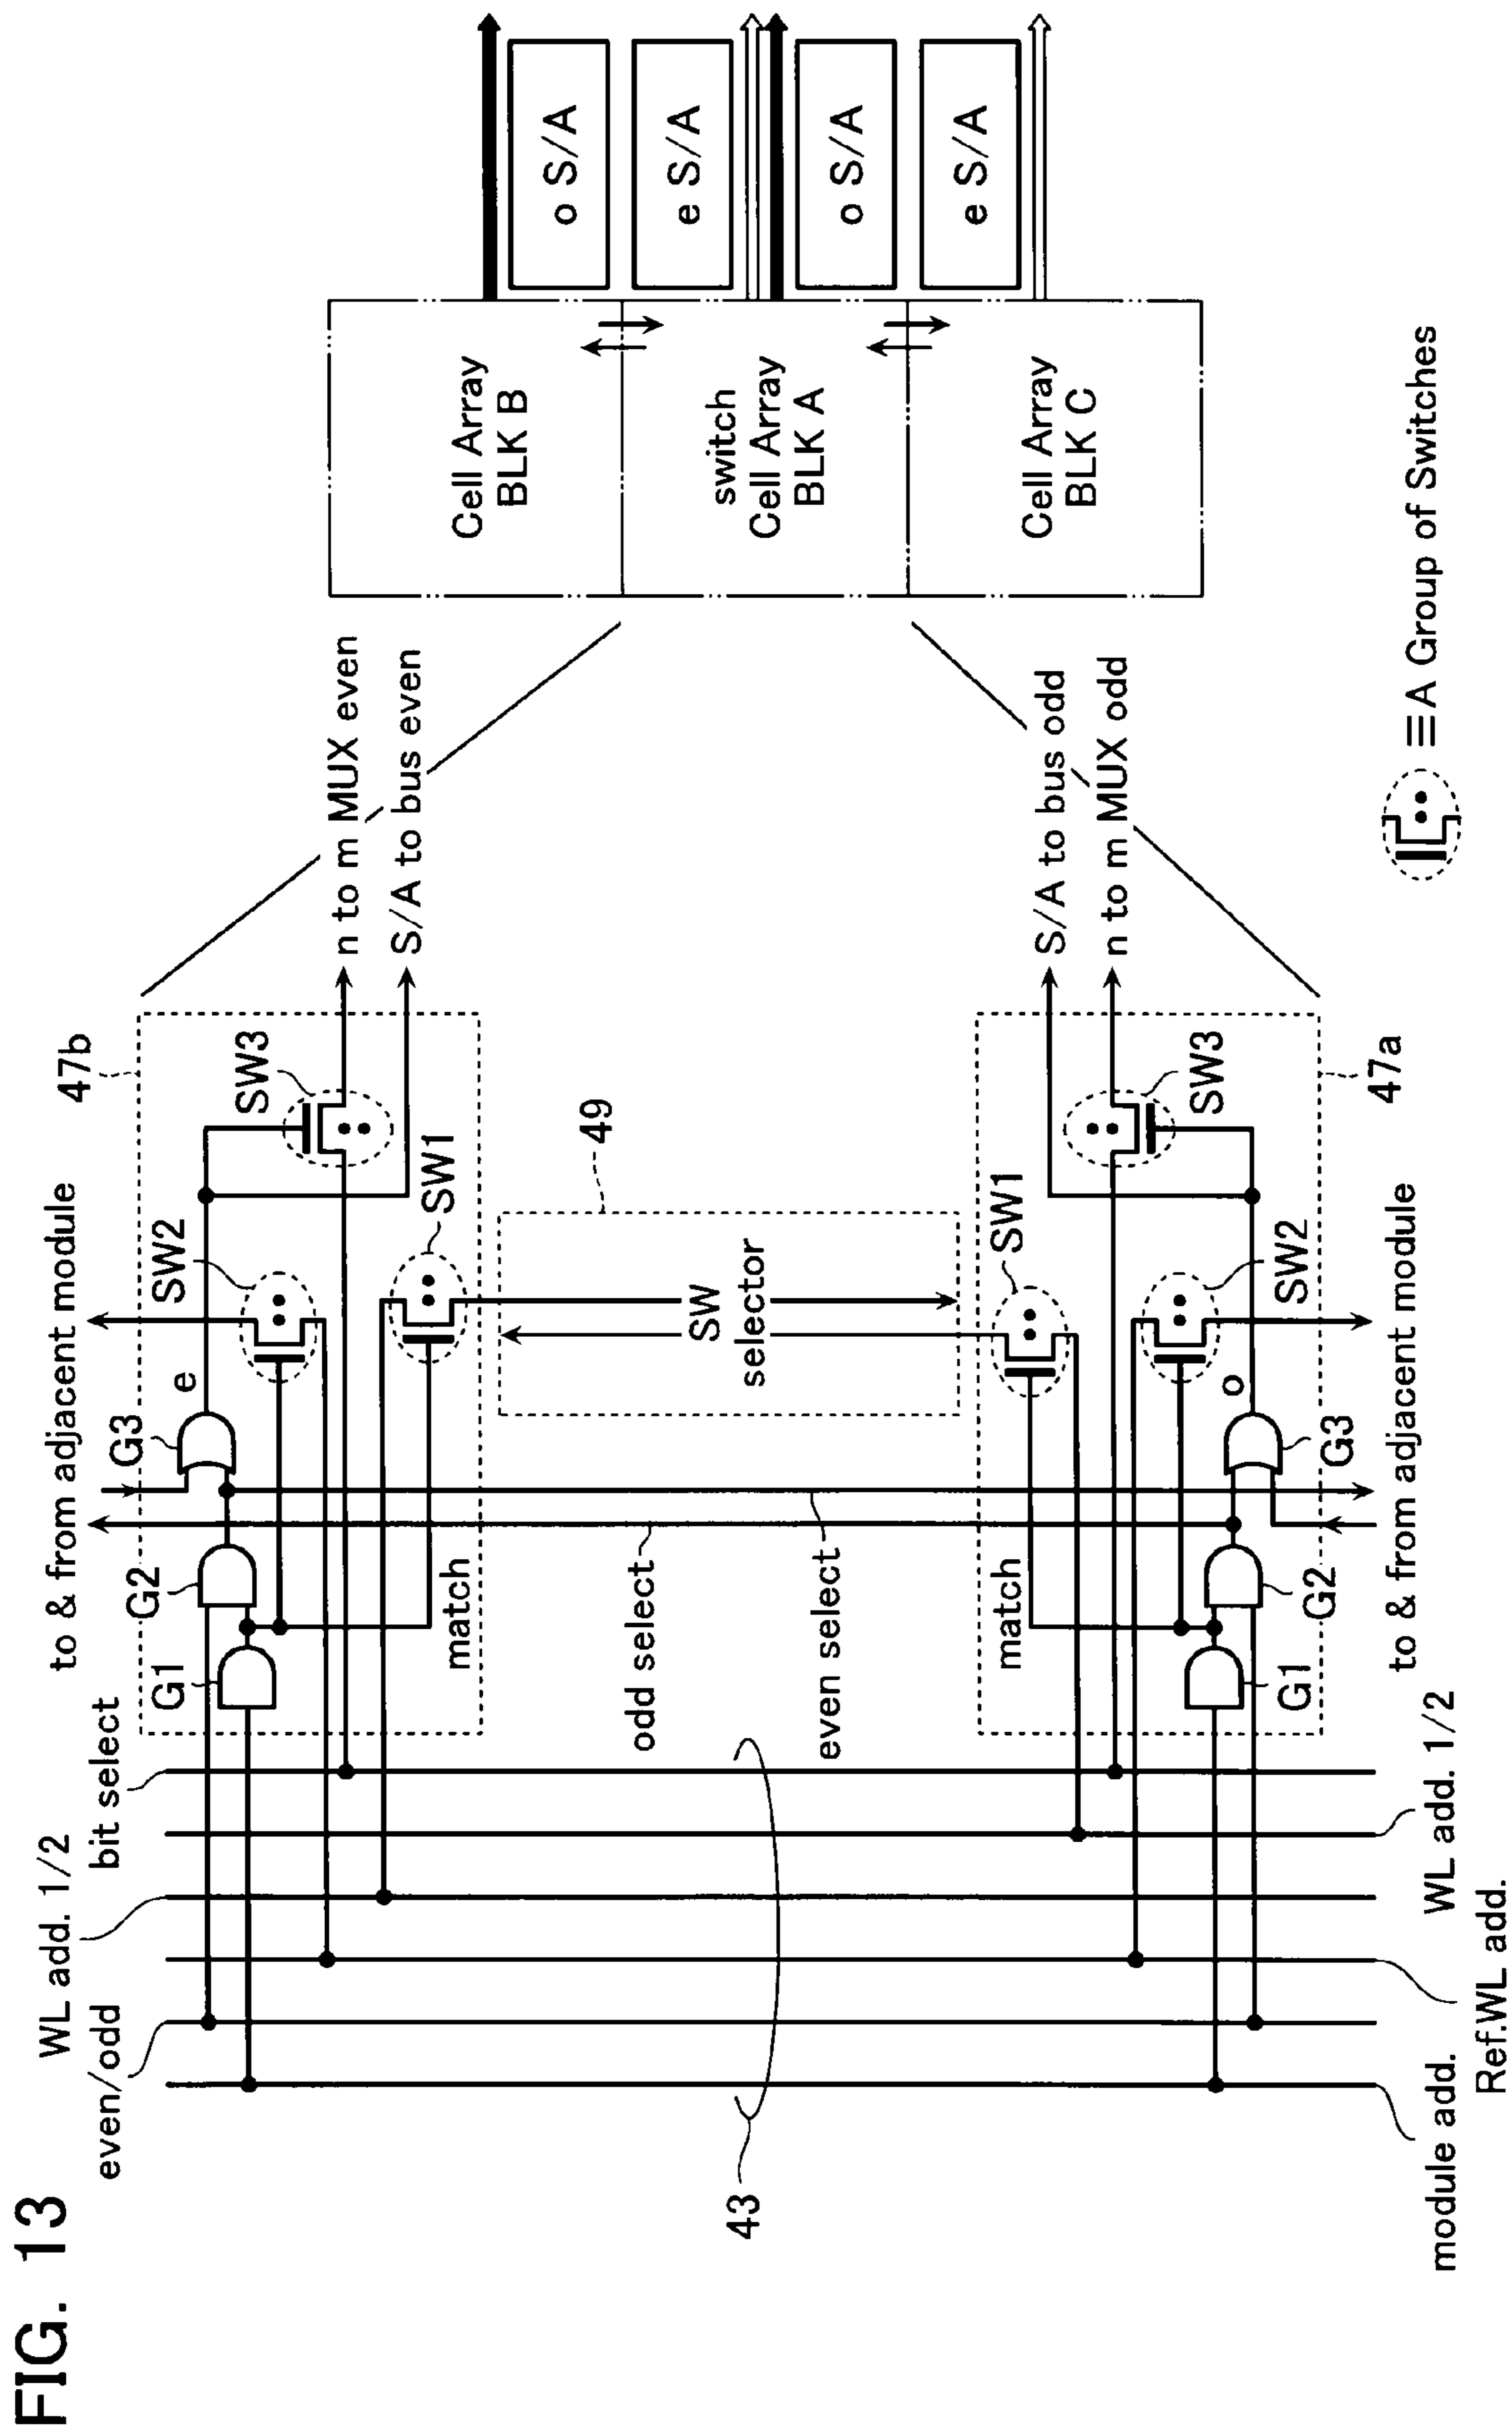 FIG. 13
WL add. 1/2
even/odd
bit select
to & from adjacent module
47b
G1
G2
G3
e
SW2
SW3
n to m MUX even
S/A to bus even
match
SW1
odd select
even select
43
49
SW
selector
match
SW1
S/A to bus odd
n to m MUX odd
G1
G2
G3
o
SW2
SW3
47a
to & from adjacent module
module add.
Ref.WL add.
WL add. 1/2
Cell Array
BLK B
switch
Cell Array
BLK A
Cell Array
BLK C
o S/A
e S/A
o S/A
e S/A
≡A Group of Switches